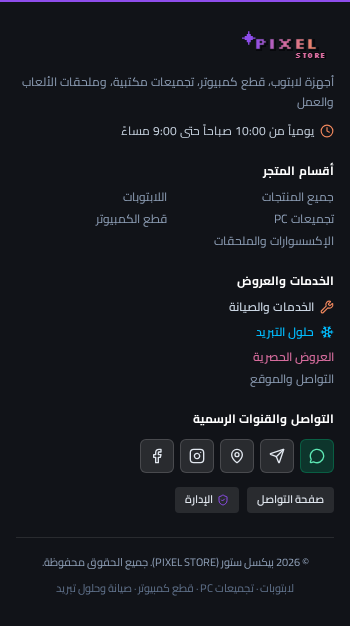 PIXEL
STORE
أجهزة لابتوب، قطع كمبيوتر، تجميعات مكتبية، وملحقات الألعاب
والعمل
يومياً من 10:00 صباحاً حتى 9:00 مساءً
أقسام المتجر
جميع المنتجات
اللابتوبات
تجميعات PC
قطع الكمبيوتر
الإكسسوارات والملحقات
الخدمات والعروض
الخدمات والصيانة
حلول التبريد
العروض الحصرية
التواصل والموقع
التواصل والقنوات الرسمية
صفحة التواصل
الإدارة
© 2026 بيكسل ستور (PIXEL STORE). جميع الحقوق محفوظة.
لابتوبات · تجميعات PC · قطع كمبيوتر · صيانة وحلول تبريد